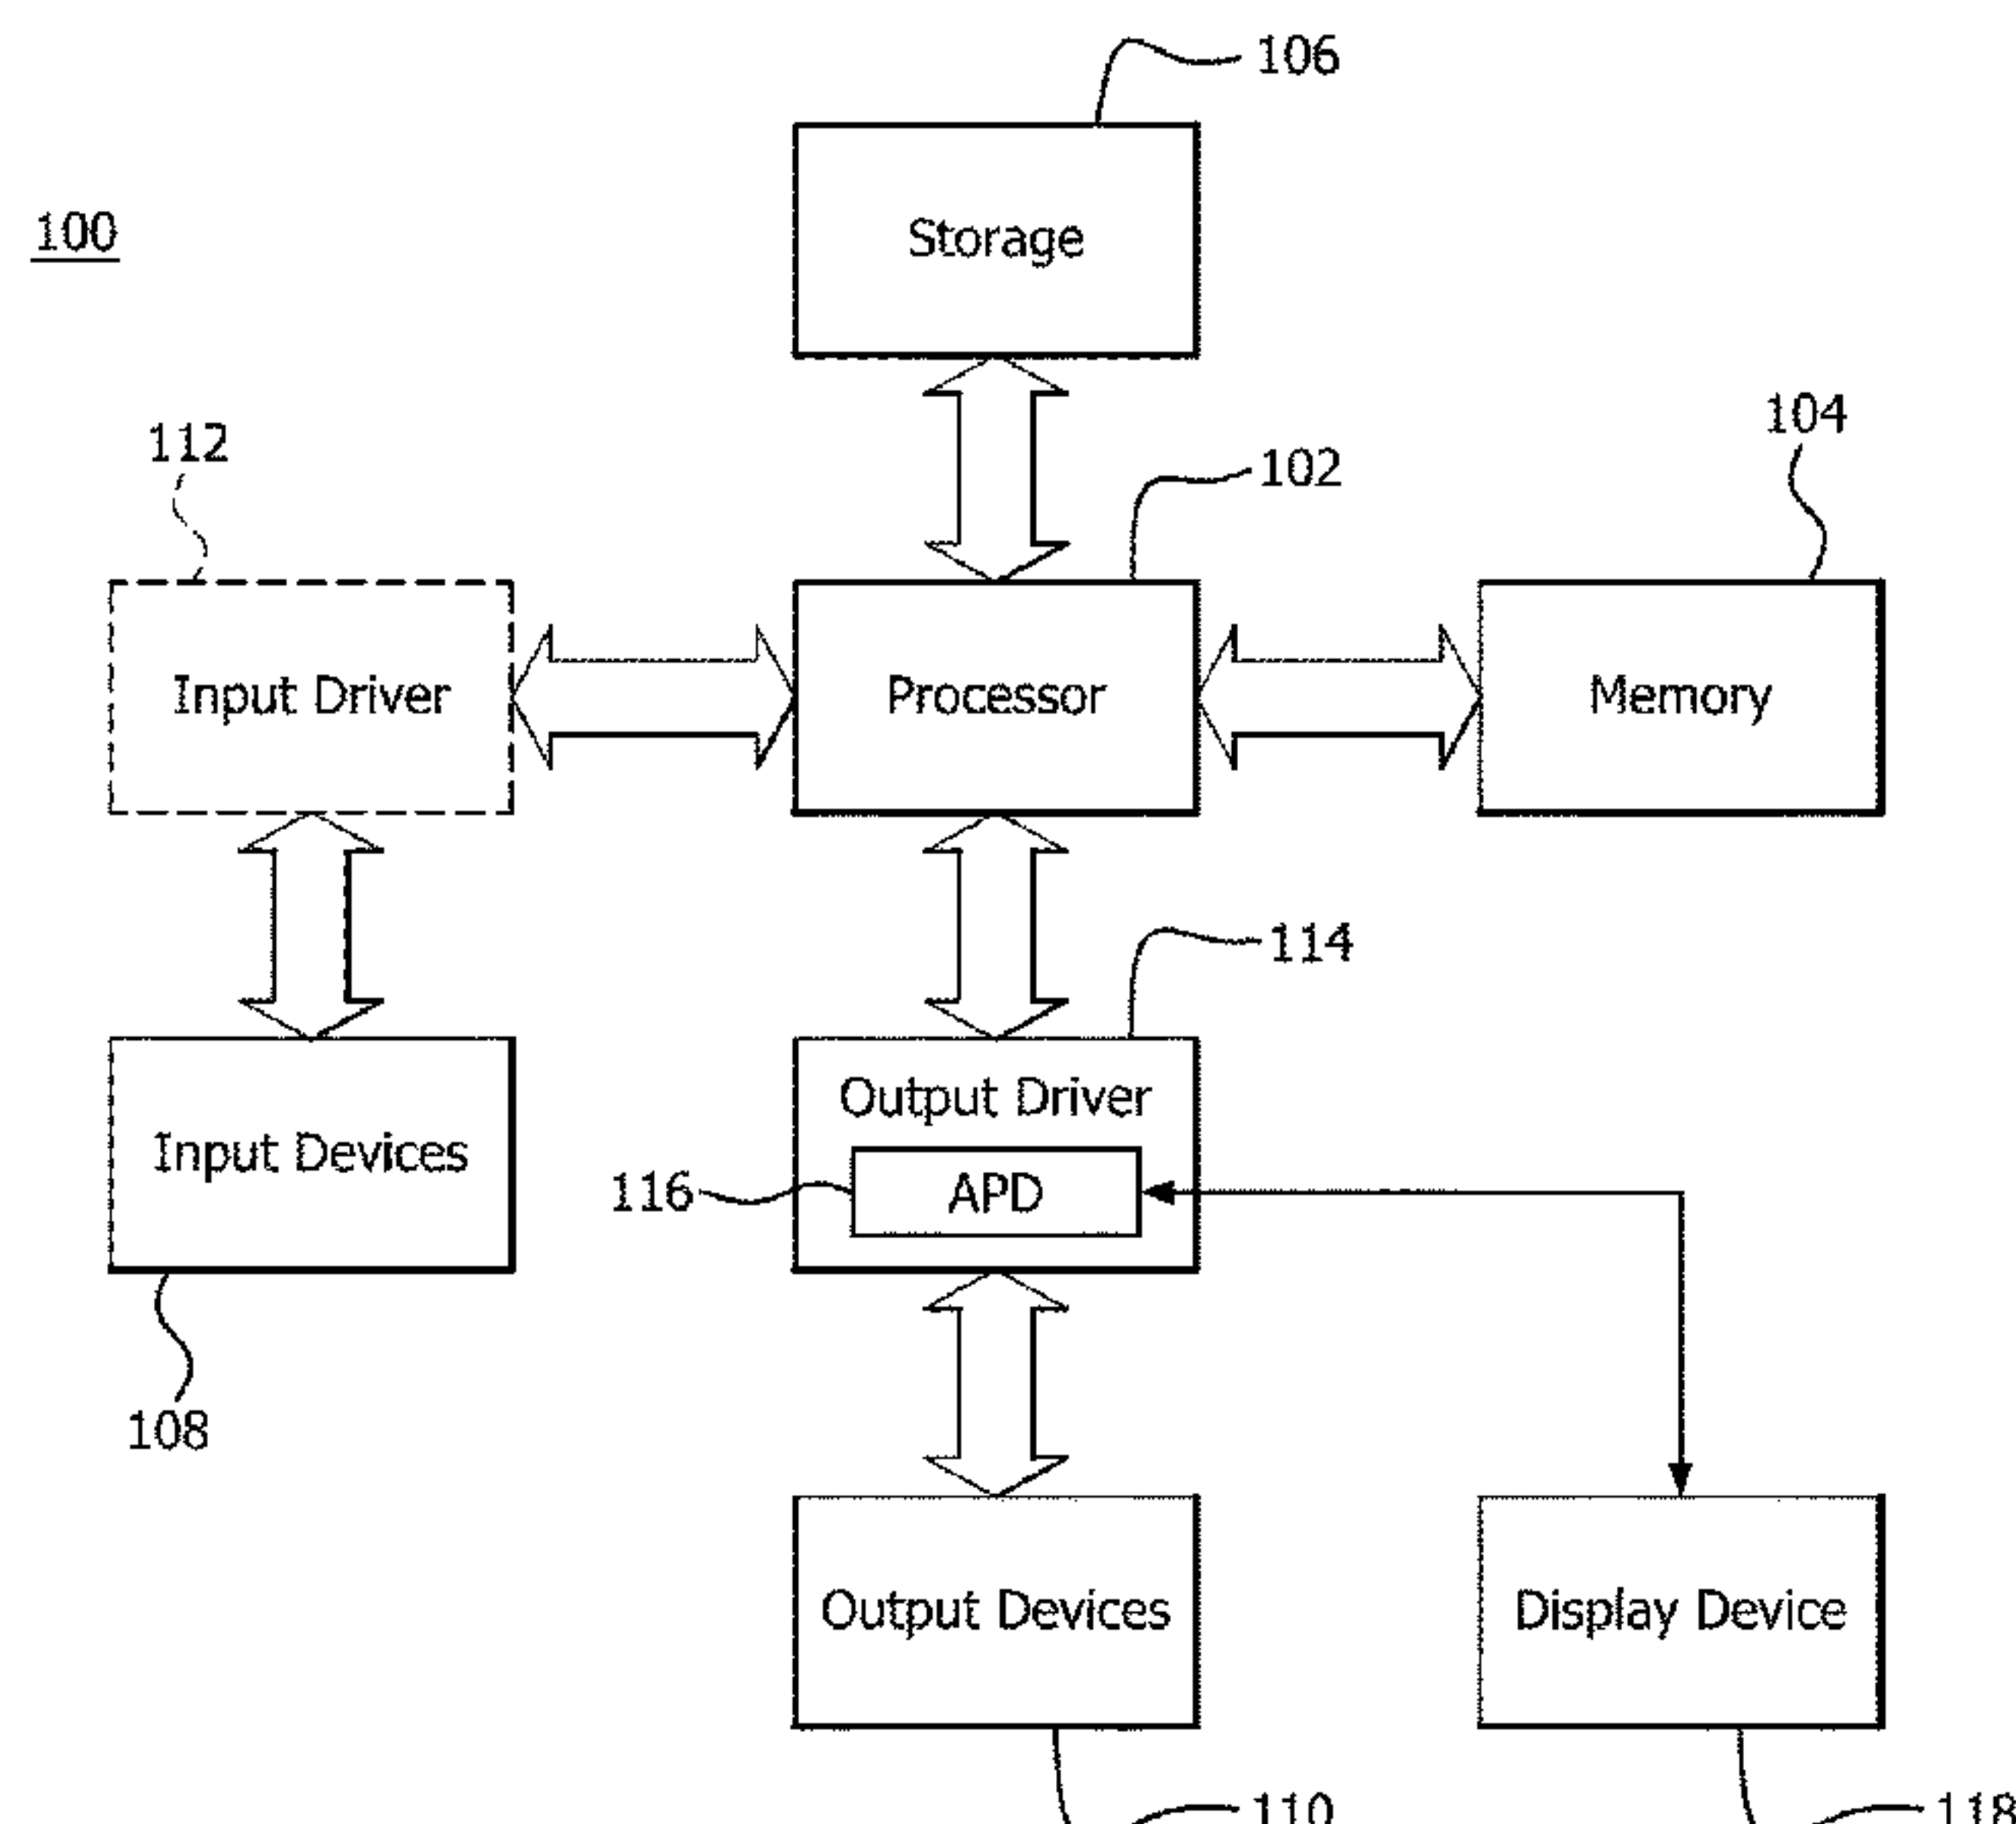 106
100
Storage
104
112
102
Input Driver
Processor
Memory
114
Output Driver
Input Devices
116
APD
108
Output Devices
Display Device
110
118